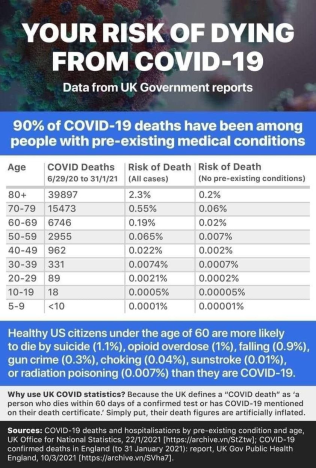 YOUR RISK OF DYING
FROM COVID-19
Data from UK Government reports
90% of COVID-19 deaths have been among
people with pre-existing medical conditions
Age COVID Deaths Risk of Death Risk of Death
6/29/20 to 31/1/21 (All cases) (No pre-existing conditions)
80+ 39897 2.3% 0.2%
70-79 15473 0.55% 0.06%
60-69 6746 0.19% 0.02%
50-59 2955 0.065% 0.007%
40-49 962 0.022% 0.002%
30-39 331 0.0074% 0.0007%
20-29 89 0.0021% 0.0002%
10-19 18 0.0005% 0.00005%
5-9 <10 0.0001% 0.00001%
Healthy US citizens under the age of 60 are more likely
to die by suicide (1.1%), opioid overdose (1%), falling (0.9%),
gun crime (0.3%), choking (0.04%), sunstroke (0.01%),
or radiation poisoning (0.007%) than they are COVID-19.
Why use UK COVID statistics? Because the UK defines a “COVID death” as ‘a
person who dies within 60 days of a confirmed test or has COVID-19 mentioned
on their death certificate.’ Simply put, their death figures are artificially inflated.
Sources: COVID-19 deaths and hospitalisations by pre-existing condition and age,
UK Office for National Statistics, 22/1/2021 [https://archive.vn/StZtw]; COVID-19
confirmed deaths in England (to 31 January 2021): report, UK Gov Public Health
England, 10/3/2021 [https://archive.vn/SVha7].